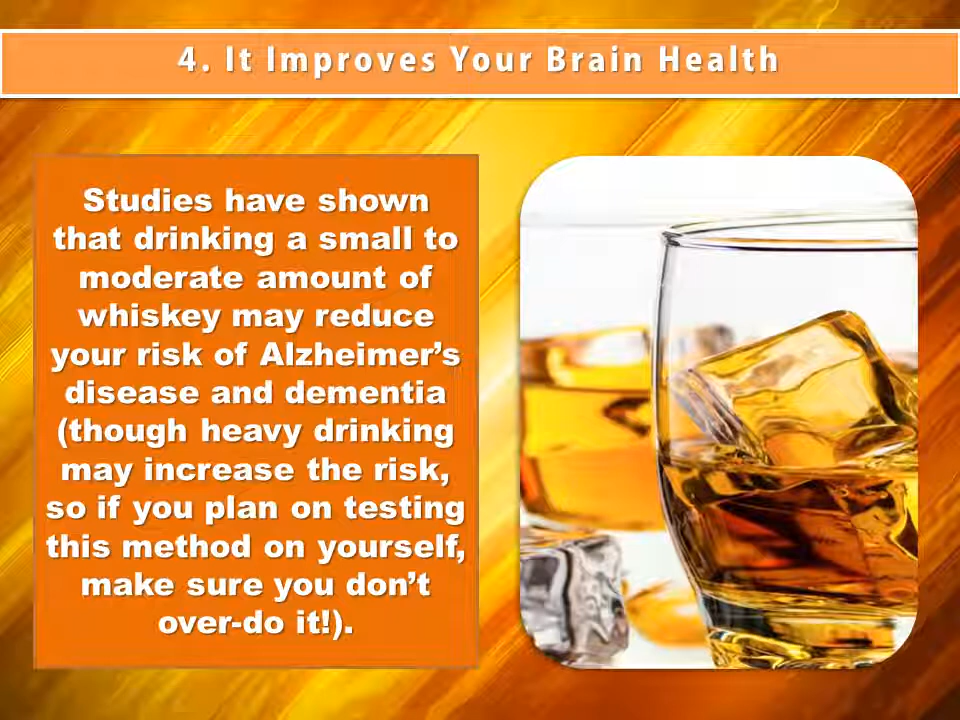 4. It Improves Your Brain Health
Studies have shown
that drinking a small to
moderate amount of
whiskey may reduce
your risk of Alzheimer’s
disease and dementia
(though heavy drinking
may increase the risk,
so if you plan on testing
this method on yourself,
make sure you don’t
over-do it!).